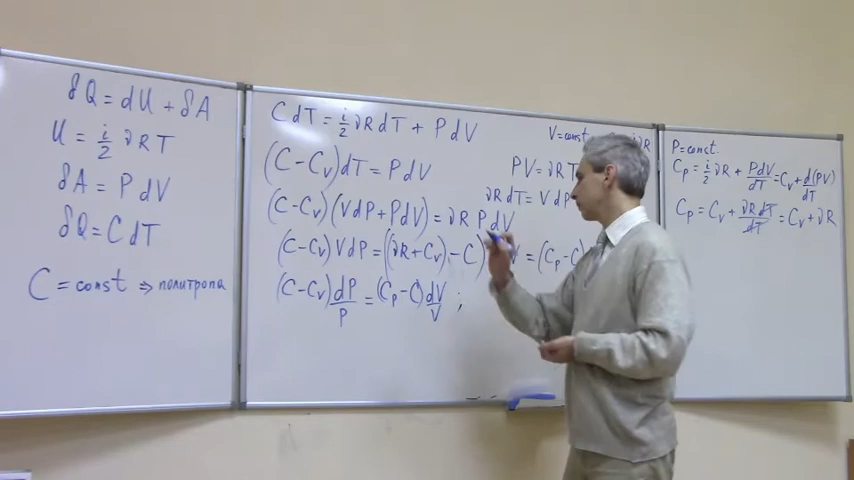 δQ = dU + δA
U = i/2 νRT
δA = PdV
δQ = CdT
C = const ⇒ политропа
CdT = i/2 νRdT + PdV
(C-Cv)dT = PdV
(C-Cv)(VdP+PdV) = νR PdV
(C-Cv)VdP = ((νR+Cv)-C) = (Cp-C)
(C-Cv) dP/P = (Cp-C) dV/V ;
V=const νR
PV=νRT
νRdT = VdP
P=const.
Cp = i/2 νR + PdV/dT = Cv + d(PV)/dT
Cp = Cv + νRdT/dT = Cv + νR